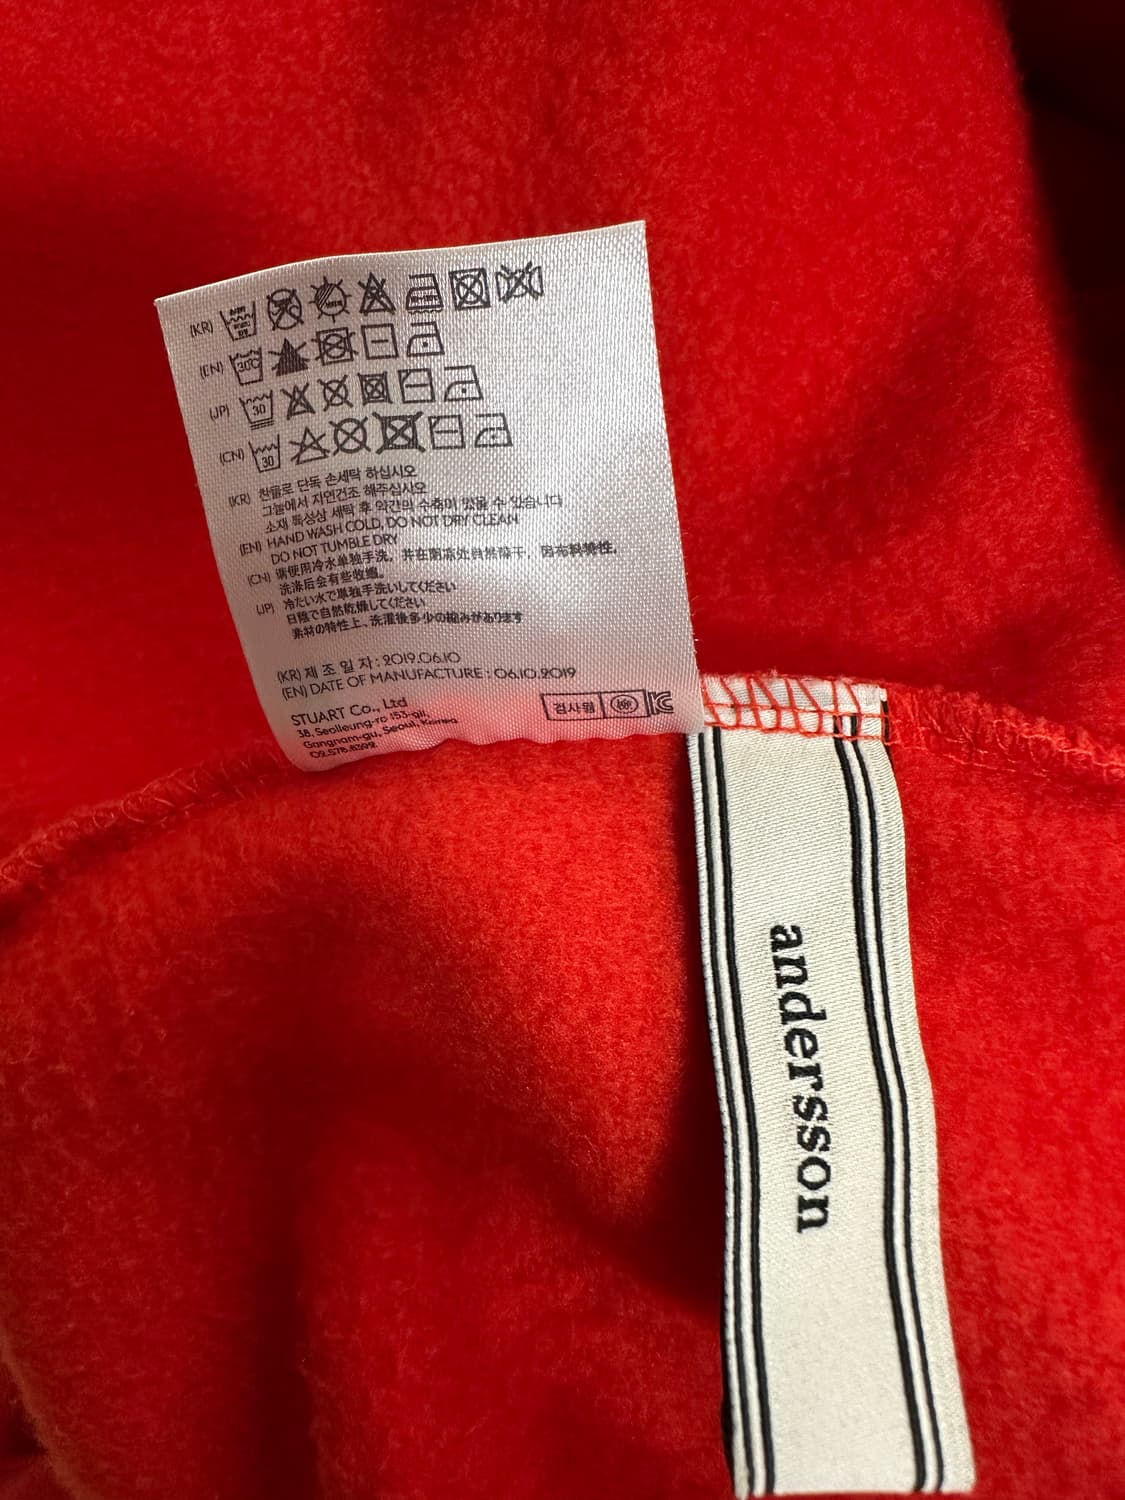 (KR)
(EN) 30°C
(JP) 30
(CN) 30
(KR) 찬물로 단독 손세탁 하십시오
그늘에서 자연건조 해주십시오
소재 특성상 세탁 후 약간의 수축이 있을 수 있습니다
(EN) HAND WASH COLD, DO NOT DRY CLEAN
DO NOT TUMBLE DRY
(CN) 请使用冷水单独手洗，并在阴凉处自然晾干，因布料特性，
洗涤后会有些收缩。
(JP) 冷たい水で単独手洗いしてください
日陰で自然乾燥してください
素材の特性上、洗濯後多少の縮みがあります
(KR) 제 조 일 자 : 2019.06.10
(EN) DATE OF MANUFACTURE : 06.10.2019
STUART Co., Ltd
38, Seolleung-ro 153-gil,
Gangnam-gu, Seoul, Korea
02.578.8392.
검사필
andersson